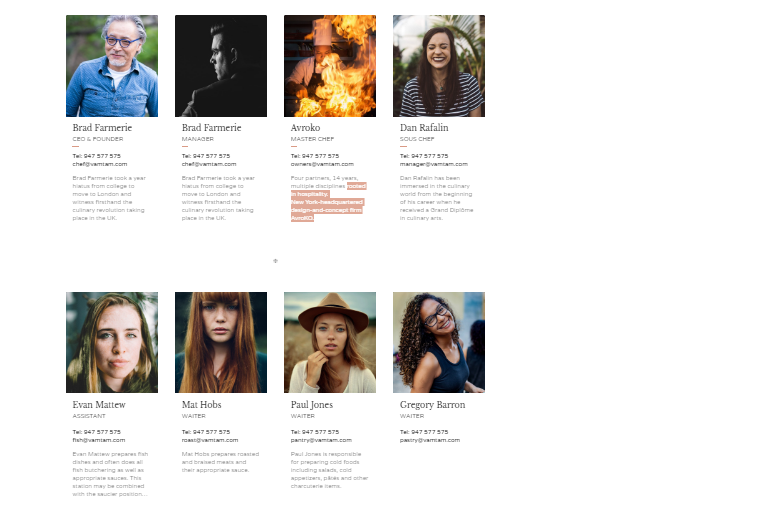 Brad Farmerie
CEO & FOUNDER
Tel: 947 577 575
chef@vamtam.com
Brad Farmerie took a year
hiatus from college to
move to London and
witness firsthand the
culinary revolution taking
place in the UK.
Brad Farmerie
MANAGER
Tel: 947 577 575
chef@vamtam.com
Brad Farmerie took a year
hiatus from college to
move to London and
witness firsthand the
culinary revolution taking
place in the UK.
Avroko
MASTER CHEF
Tel: 947 577 575
owners@vamtam.com
Four partners, 14 years,
multiple disciplines rooted
in hospitality.
New York-headquartered
design-and-concept firm
AvroKO.
Dan Rafalin
SOUS CHEF
Tel: 947 577 575
manager@vamtam.com
Dan Rafalin has been
immersed in the culinary
world from the beginning
of his career when he
received a Grand Diplôme
in culinary arts.
Evan Mattew
ASSISTANT
Tel: 947 577 575
fish@vamtam.com
Evan Mattew prepares fish
dishes and often does all
fish butchering as well as
appropriate sauces. This
station may be combined
with the saucier position...
Mat Hobs
WAITER
Tel: 947 577 575
roast@vamtam.com
Mat Hobs prepares roasted
and braised meats and
their appropriate sauce.
Paul Jones
WAITER
Tel: 947 577 575
pantry@vamtam.com
Paul Jones is responsible
for preparing cold foods
including salads, cold
appetizers, pâtés and other
charcuterie items.
Gregory Barron
WAITER
Tel: 947 577 575
pastry@vamtam.com